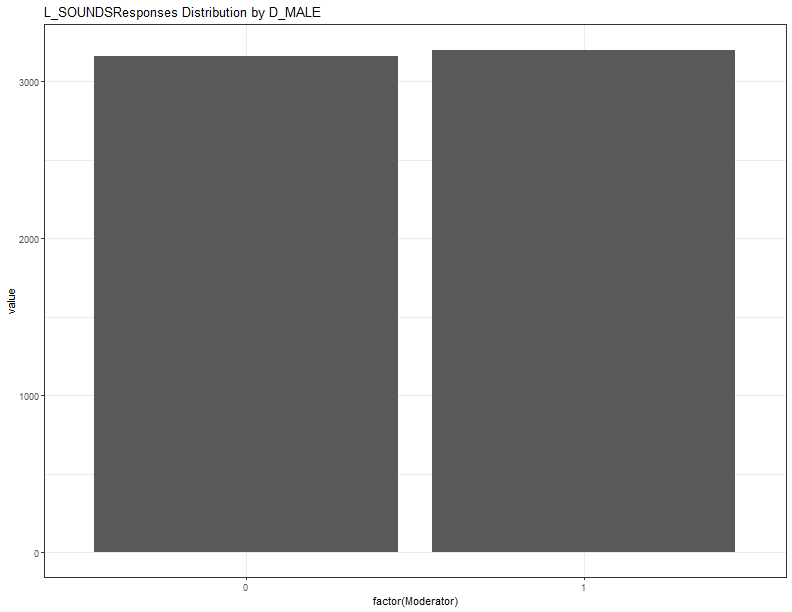 L_SOUNDSResponses Distribution by D_MALE
value
3000
2000
1000
0
0 1
factor(Moderator)